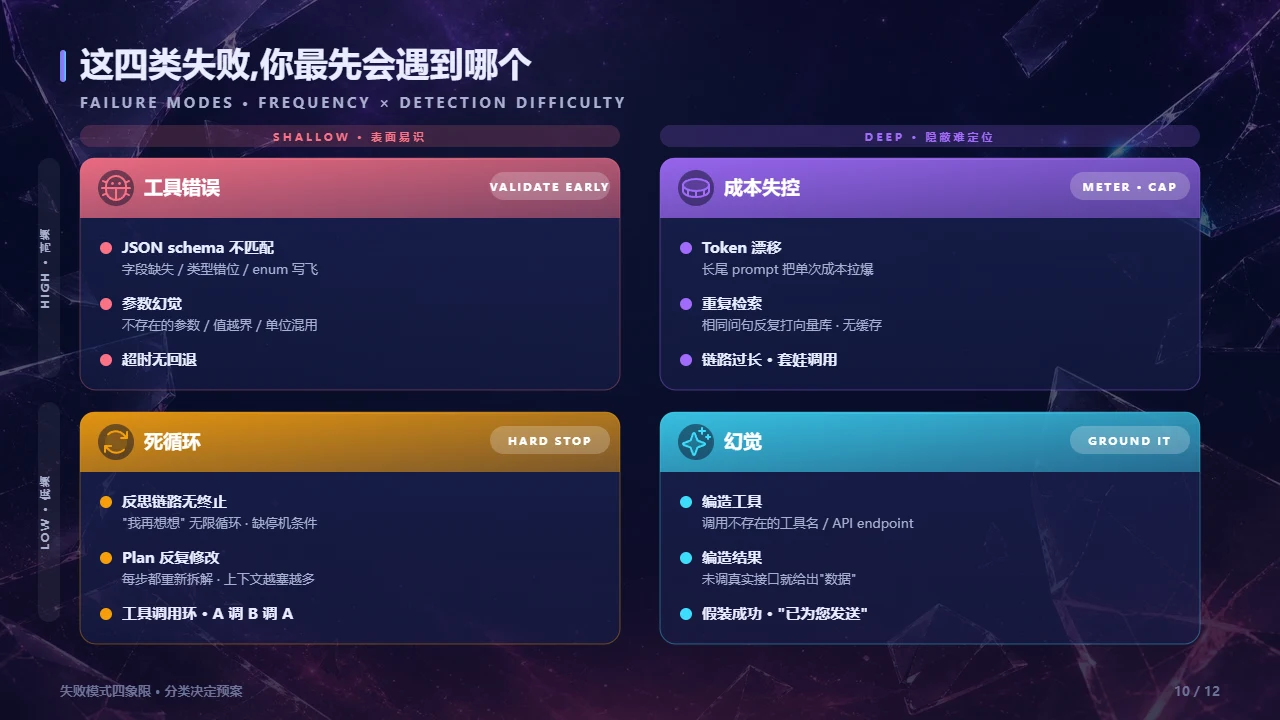 这四类失败,你最先会遇到哪个
FAILURE MODES • FREQUENCY × DETECTION DIFFICULTY
SHALLOW • 表面易识
DEEP • 隐蔽难定位
HIGH • 高频
工具错误
VALIDATE EARLY
JSON schema 不匹配
字段缺失 / 类型错位 / enum 写飞
参数幻觉
不存在的参数 / 值越界 / 单位混用
超时无回退
成本失控
METER • CAP
Token 漂移
长尾 prompt 把单次成本拉爆
重复检索
相同问句反复打向量库 · 无缓存
链路过长 • 套娃调用
LOW • 低频
死循环
HARD STOP
反思链路无终止
"我再想想" 无限循环 · 缺停机条件
Plan 反复修改
每步都重新拆解 · 上下文越塞越多
工具调用环 • A 调 B 调 A
幻觉
GROUND IT
编造工具
调用不存在的工具名 / API endpoint
编造结果
未调真实接口就给出"数据"
假装成功 • "已为您发送"
失败模式四象限 • 分类决定预案
10 / 12